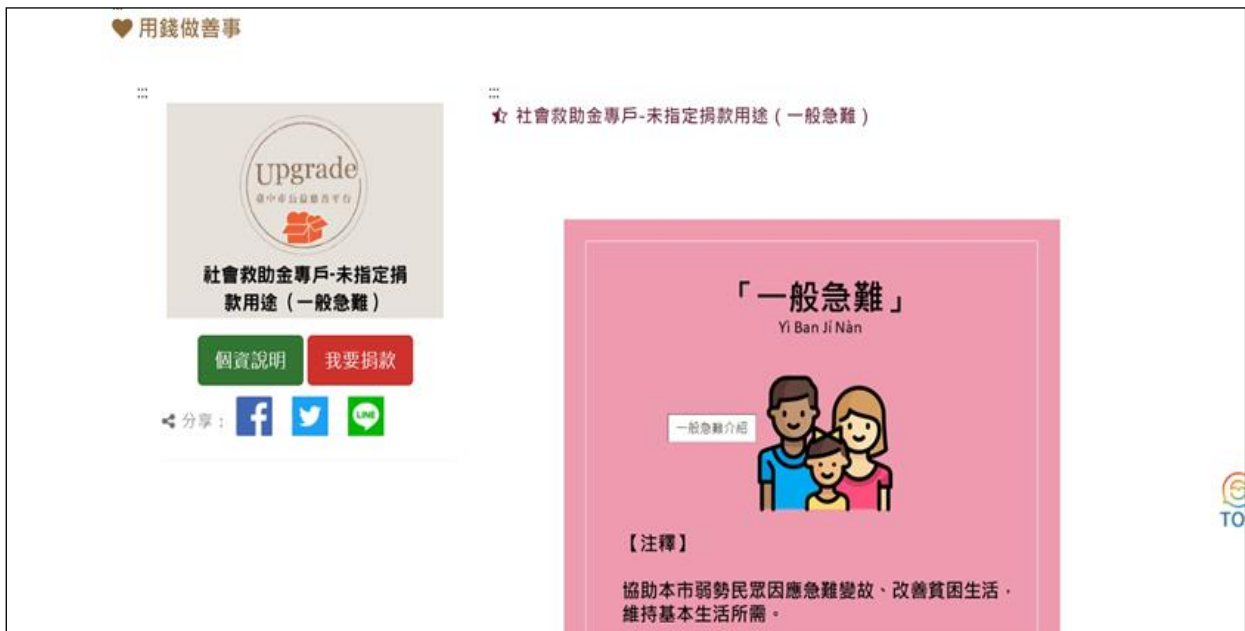 用錢做善事
:::
:::
社會救助金專戶-未指定捐款用途（一般急難）
Upgrade
臺中市公益慈善平台
社會救助金專戶-未指定捐
款用途（一般急難）
個資說明
我要捐款
分享：
LINE
「一般急難」
Yì Ban Jí Nàn
一般急難介紹
【注釋】
協助本市弱勢民眾因應急難變故、改善貧困生活，
維持基本生活所需。
TO